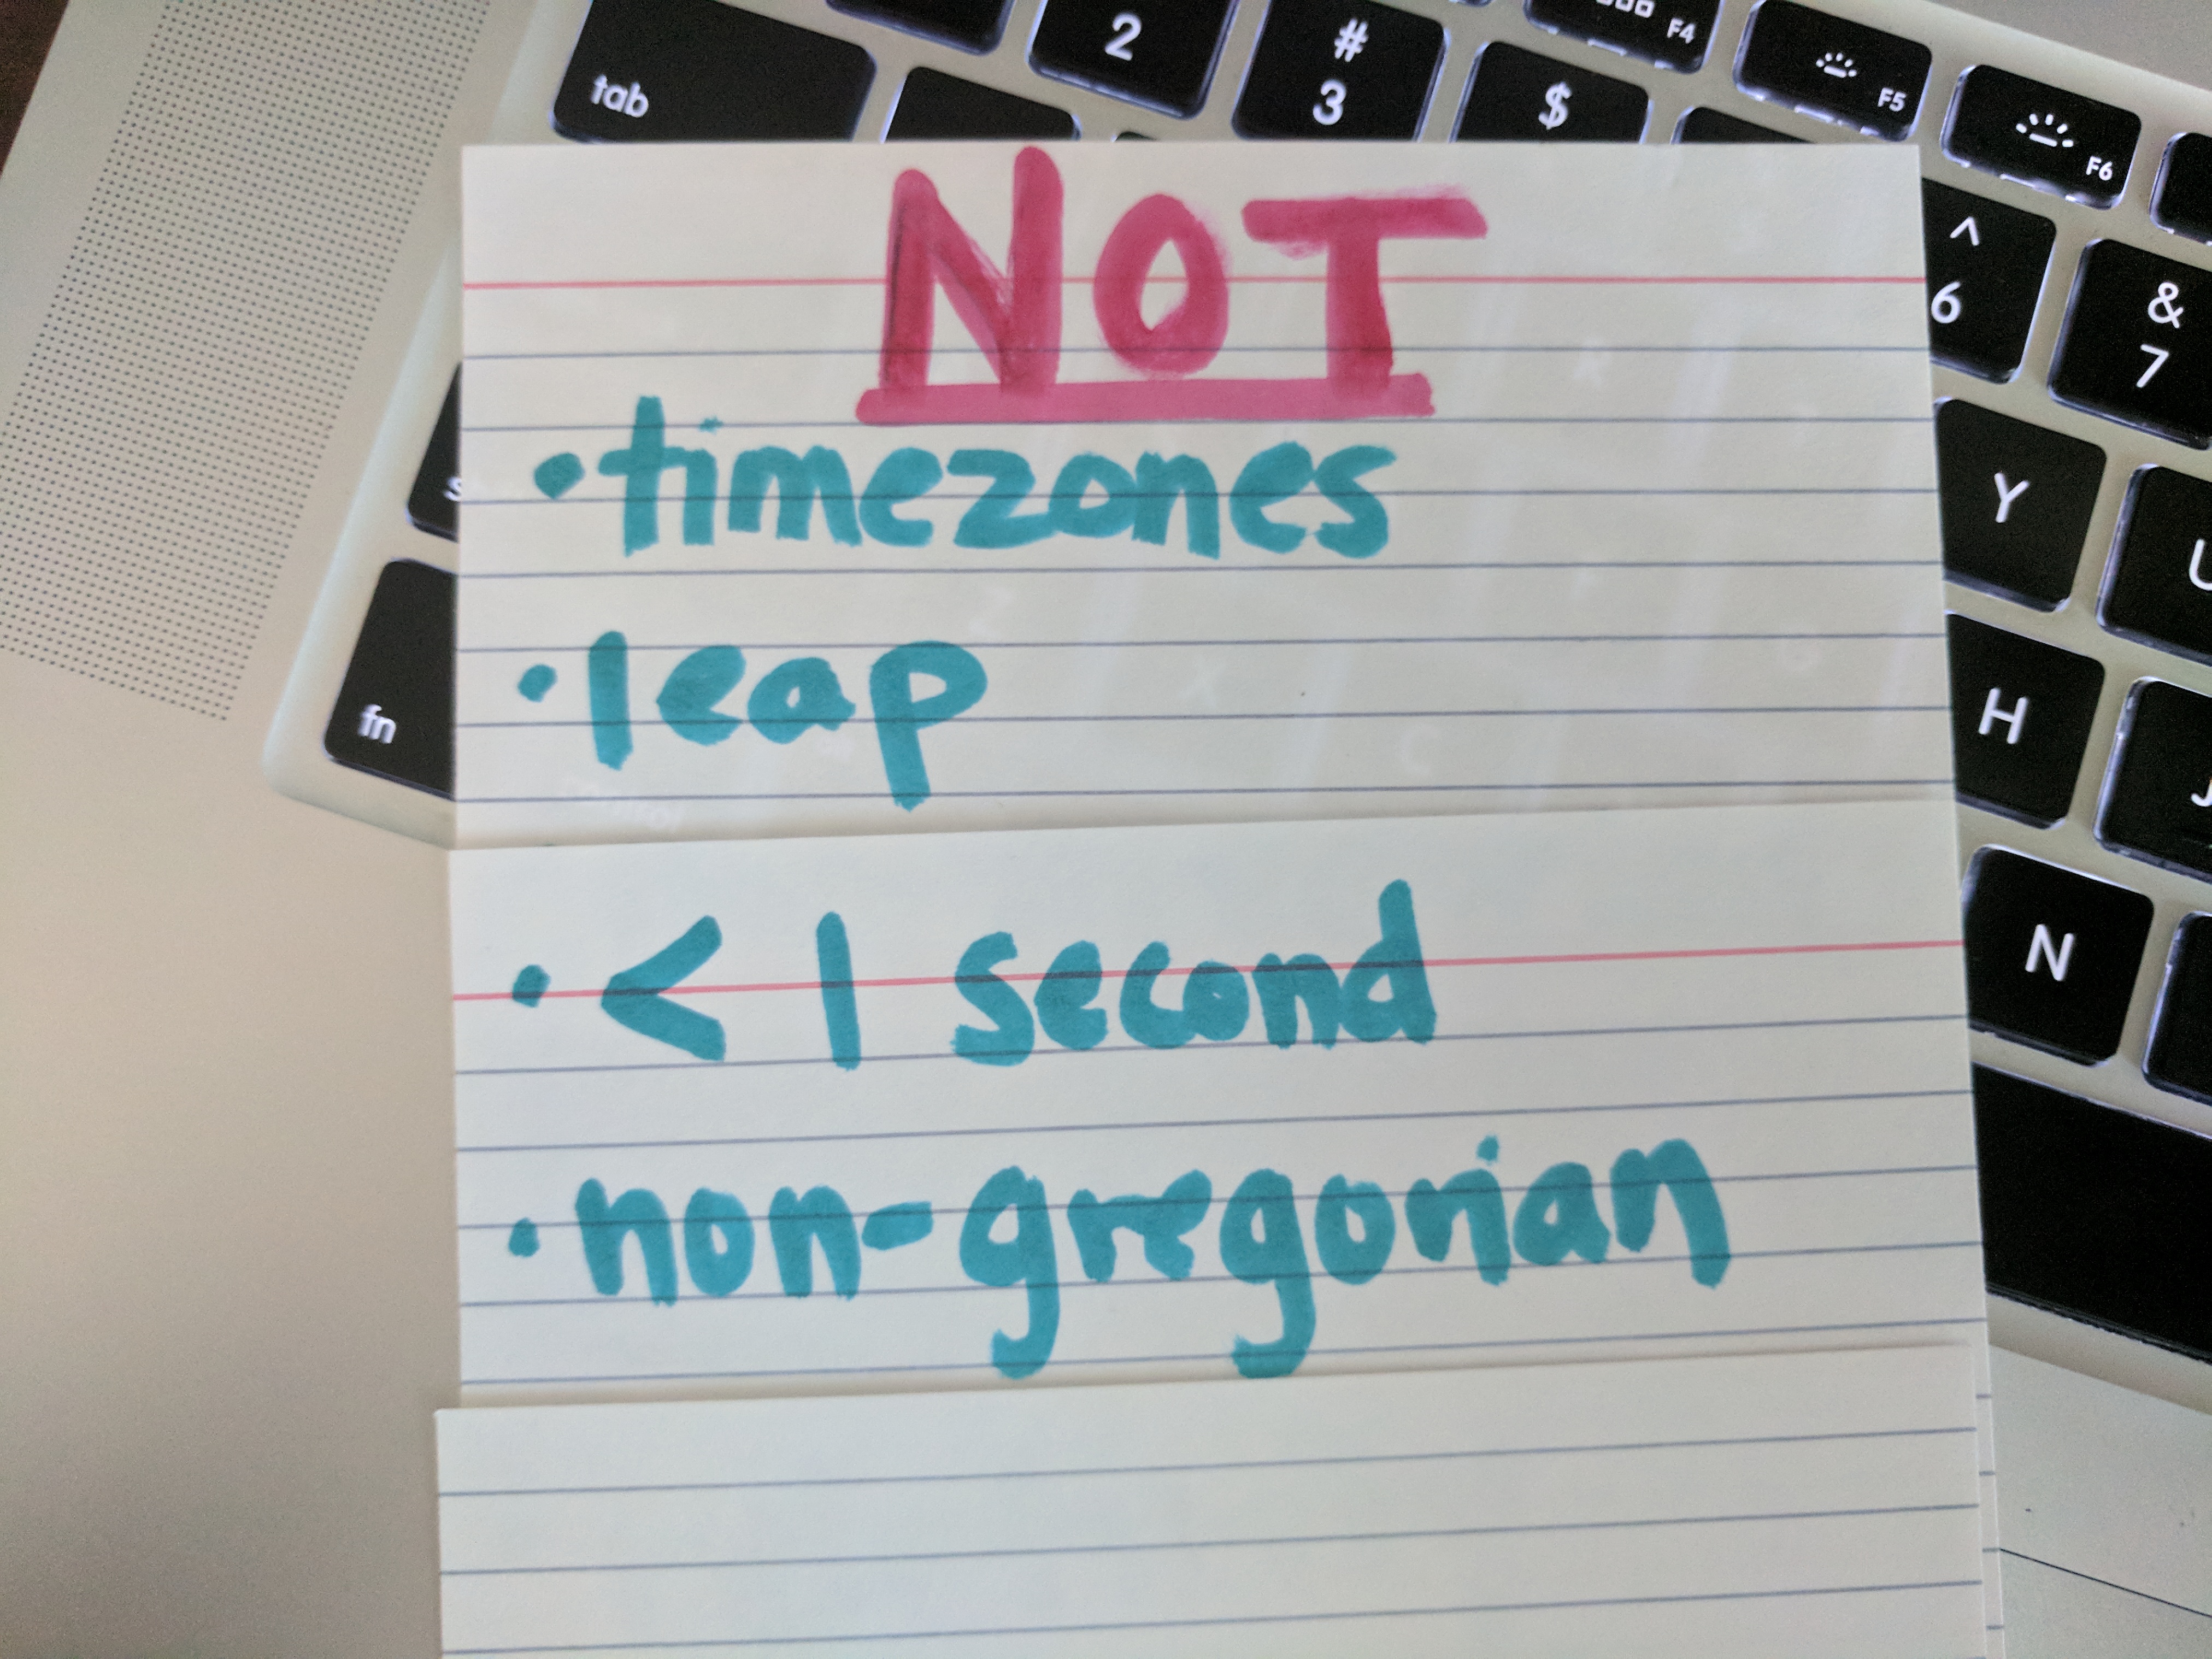 2
#
3
$
F4
F5
F6
tab
NOT
^
6
&
7
• timezones
Y
U
• leap
fn
H
J
• < 1 second
N
• non-gregorian